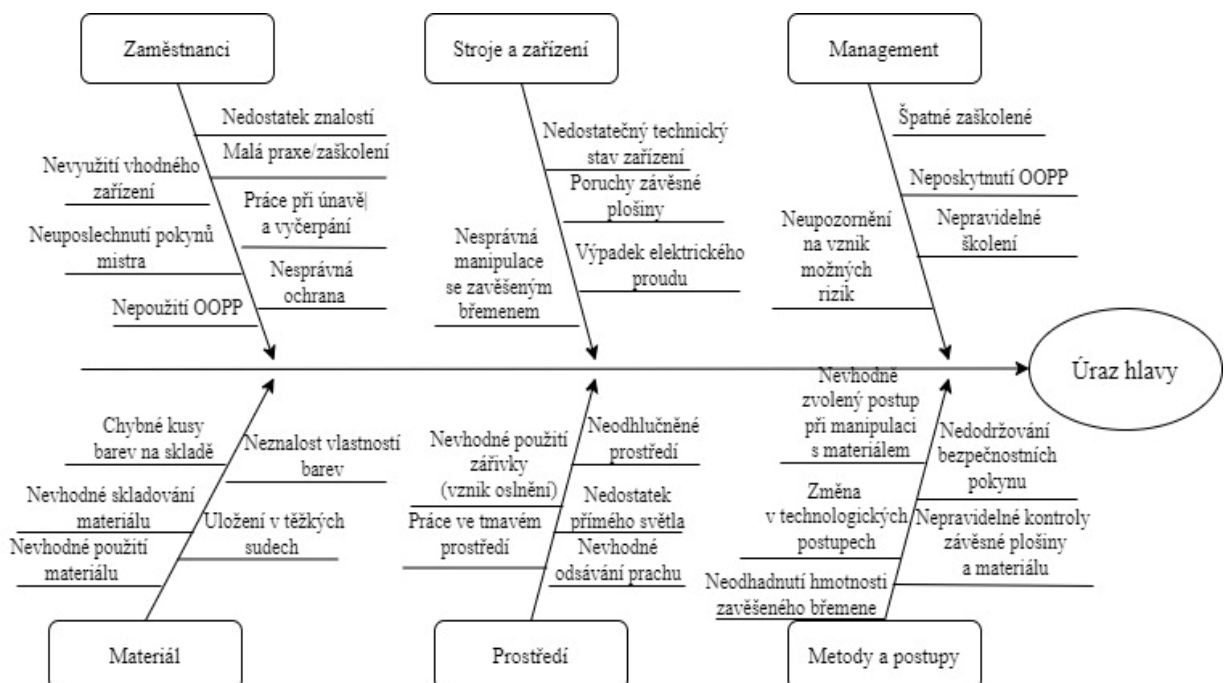 Zaměstnanci
Stroje a zařízení
Management
Nedostatek znalostí
Malá praxe/zaškolení
Nevyužití vhodného
zařízení
Práce při únavě
a vyčerpání
Neuposlechnutí pokynů
mistra
Nesprávná
ochrana
Nepoužití OOPP
Nedostatečný technický
stav zařízení
Poruchy závěsné
plošiny
Nesprávná
manipulace
se zavěšeným
břemenem
Výpadek elektrického
proudu
Špatné zaškolené
Neposkytnutí OOPP
Neupozornění
na vznik
možných
rizik
Nepravidelné
školení
Úraz hlavy
Chybné kusy
barev na skladě
Neznalost vlastností
barev
Nevhodné skladování
materiálu
Uložení v těžkých
sudech
Nevhodné použití
materiálu
Nevhodné použití
zářivky
(vznik oslnění)
Neodhlučněné
prostředí
Práce ve tmavém
prostředí
Nedostatek
přímého světla
Nevhodné
odsávání prachu
Nevhodně
zvolený postup
při manipulaci
s materiálem
Nedodržování
bezpečnostních
pokynu
Změna
v technologických
postupech
Nepravidelné kontroly
závěsné plošiny
a materiálu
Neodhadnutí hmotnosti
zavěšeného břemene
Materiál
Prostředí
Metody a postupy